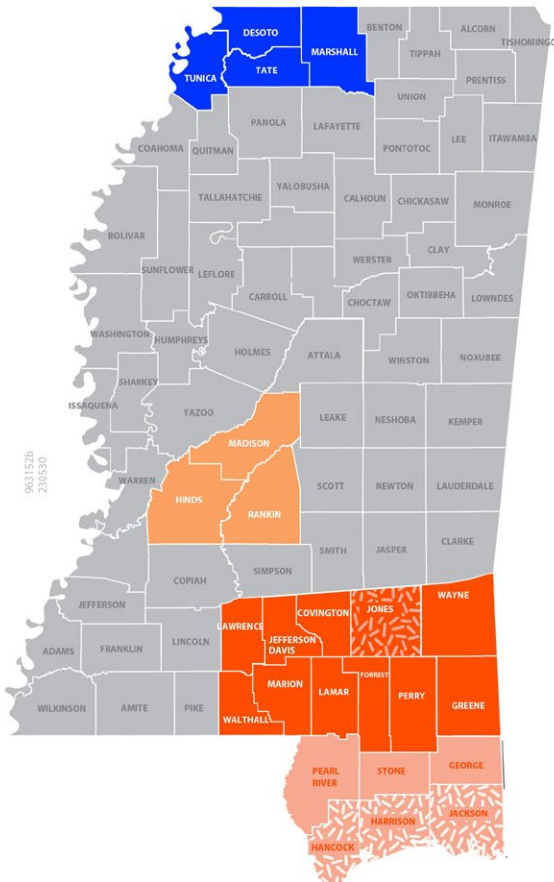 DESOTO
BENTON
ALCORN
TISHOMINGO
MARSHALL
TIPPAH
TUNICA
TATE
PRENTISS
UNION
PANOLA
LAFAYETTE
LEE
ITAWAMBA
COAHOMA
QUITMAN
PONTOTOC
TALLAHATCHIE
YALOBUSHA
CALHOUN
CHICKASAW
MONROE
BOLIVAR
SUNFLOWER
LEFLORE
WEBSTER
CLAY
CARROLL
CHOCTAW
OKTIBBEHA
LOWNDES
WASHINGTON
HUMPHREYS
HOLMES
ATTALA
WINSTON
NOXUBEE
SHARKEY
ISSAQUENA
YAZOO
LEAKE
NESHOBA
KEMPER
MADISON
963152b
230530
WARREN
HINDS
RANKIN
SCOTT
NEWTON
LAUDERDALE
SIMPSON
SMITH
JASPER
CLARKE
COPIAH
JEFFERSON
LAWRENCE
COVINGTON
JONES
WAYNE
ADAMS
FRANKLIN
LINCOLN
JEFFERSON
DAVIS
WILKINSON
AMITE
PIKE
WALTHALL
MARION
LAMAR
FORREST
PERRY
GREENE
PEARL
RIVER
STONE
GEORGE
HANCOCK
HARRISON
JACKSON